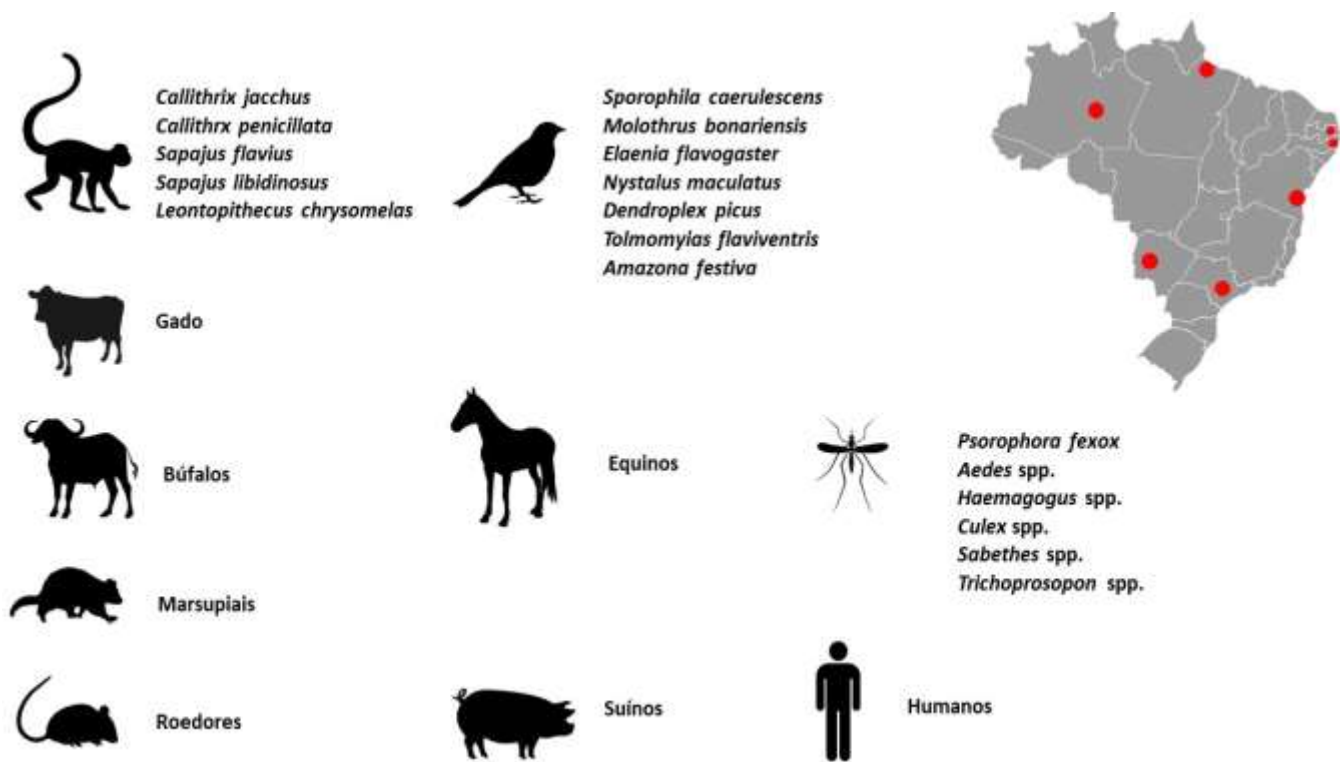 Callithrix jacchus
Callithrx penicillata
Sapajus flavius
Sapajus libidinosus
Leontopithecus chrysomelas
Sporophila caerulescens
Molothrus bonariensis
Elaenia flavogaster
Nystalus maculatus
Dendroplex picus
Tolmomyias flaviventris
Amazona festiva
Gado
Búfalos
Equinos
Psorophora fexox
Aedes spp.
Haemagogus spp.
Culex spp.
Sabethes spp.
Trichoprosopon spp.
Marsupiais
Roedores
Suínos
Humanos